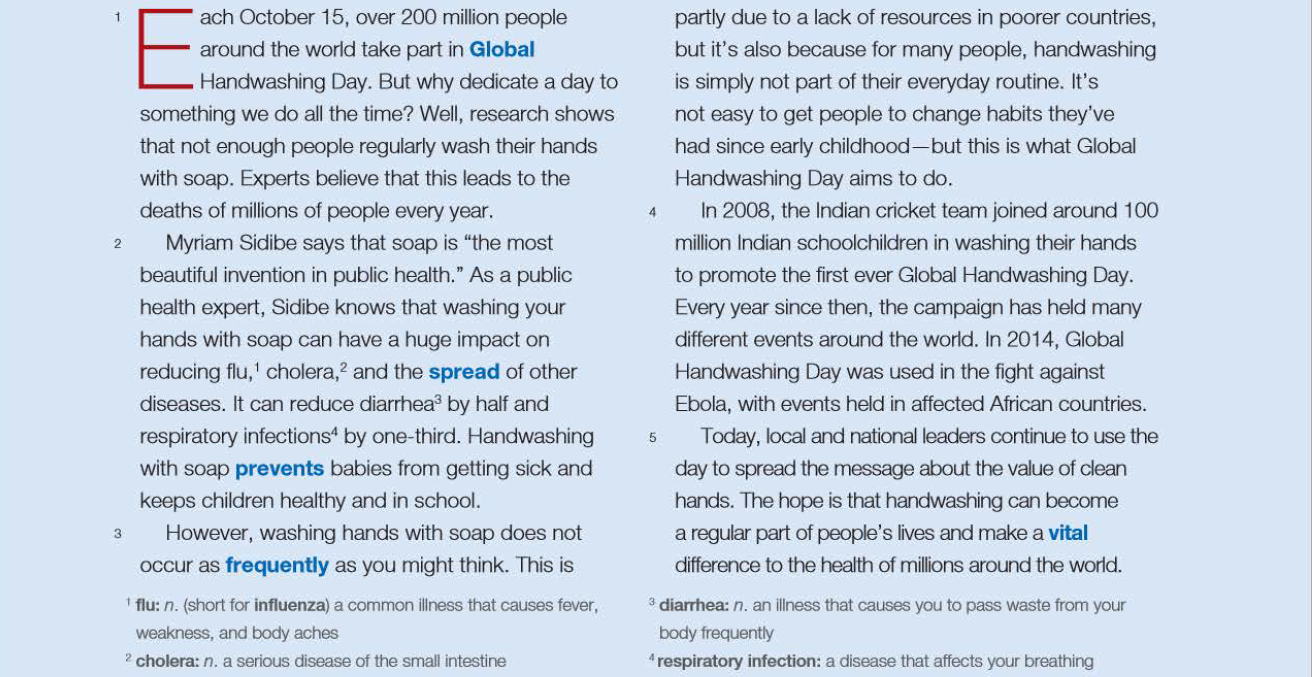 1 Each October 15, over 200 million people
around the world take part in Global
Handwashing Day. But why dedicate a day to
something we do all the time? Well, research shows
that not enough people regularly wash their hands
with soap. Experts believe that this leads to the
deaths of millions of people every year.
2 Myriam Sidibe says that soap is “the most
beautiful invention in public health.” As a public
health expert, Sidibe knows that washing your
hands with soap can have a huge impact on
reducing flu,¹ cholera,² and the spread of other
diseases. It can reduce diarrhea³ by half and
respiratory infections⁴ by one-third. Handwashing
with soap prevents babies from getting sick and
keeps children healthy and in school.
3 However, washing hands with soap does not
occur as frequently as you might think. This is
partly due to a lack of resources in poorer countries,
but it’s also because for many people, handwashing
is simply not part of their everyday routine. It’s
not easy to get people to change habits they’ve
had since early childhood—but this is what Global
Handwashing Day aims to do.
4 In 2008, the Indian cricket team joined around 100
million Indian schoolchildren in washing their hands
to promote the first ever Global Handwashing Day.
Every year since then, the campaign has held many
different events around the world. In 2014, Global
Handwashing Day was used in the fight against
Ebola, with events held in affected African countries.
5 Today, local and national leaders continue to use the
day to spread the message about the value of clean
hands. The hope is that handwashing can become
a regular part of people’s lives and make a vital
difference to the health of millions around the world.
¹ flu: n. (short for influenza) a common illness that causes fever,
weakness, and body aches
² cholera: n. a serious disease of the small intestine
³ diarrhea: n. an illness that causes you to pass waste from your
body frequently
⁴ respiratory infection: a disease that affects your breathing